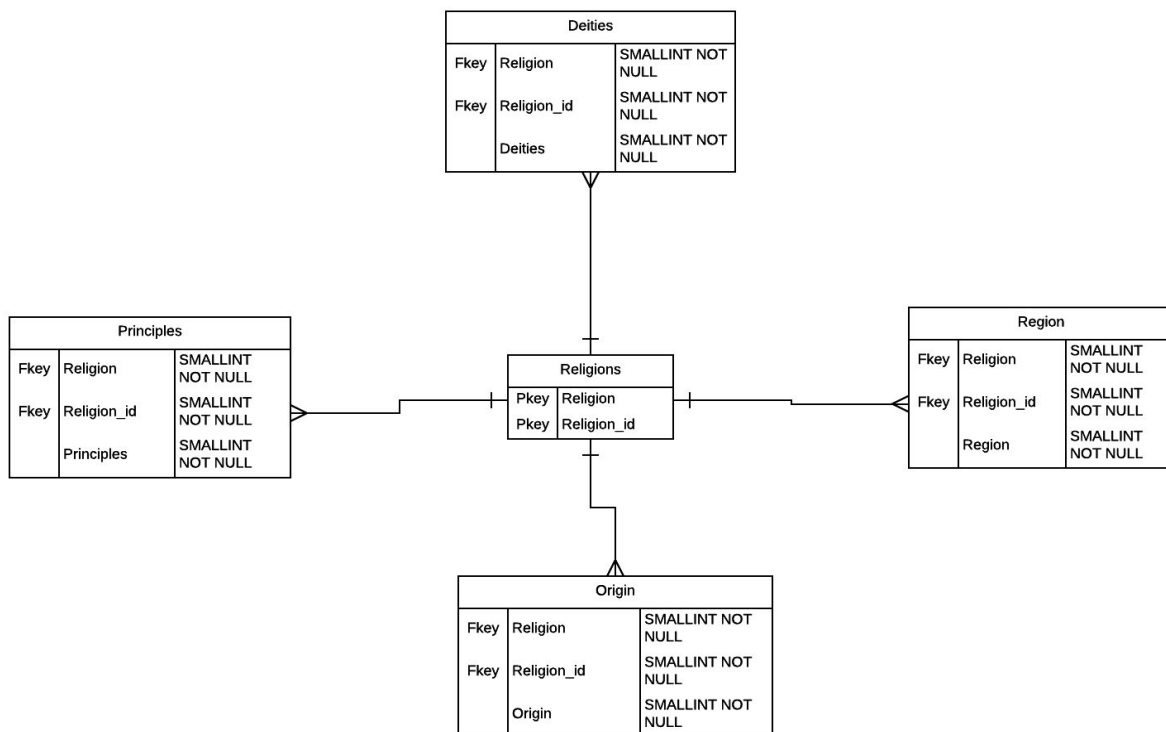 Deities
Fkey Religion SMALLINT NOT
NULL
Fkey Religion_id SMALLINT NOT
NULL
Deities SMALLINT NOT
NULL
Principles
Fkey Religion SMALLINT
NOT NULL
Fkey Religion_id SMALLINT
NOT NULL
Principles SMALLINT
NOT NULL
Religions
Pkey Religion
Pkey Religion_id
Region
Fkey Religion SMALLINT
NOT NULL
Fkey Religion_id SMALLINT
NOT NULL
Region SMALLINT
NOT NULL
Origin
Fkey Religion SMALLINT NOT
NULL
Fkey Religion_id SMALLINT NOT
NULL
Origin SMALLINT NOT
NULL